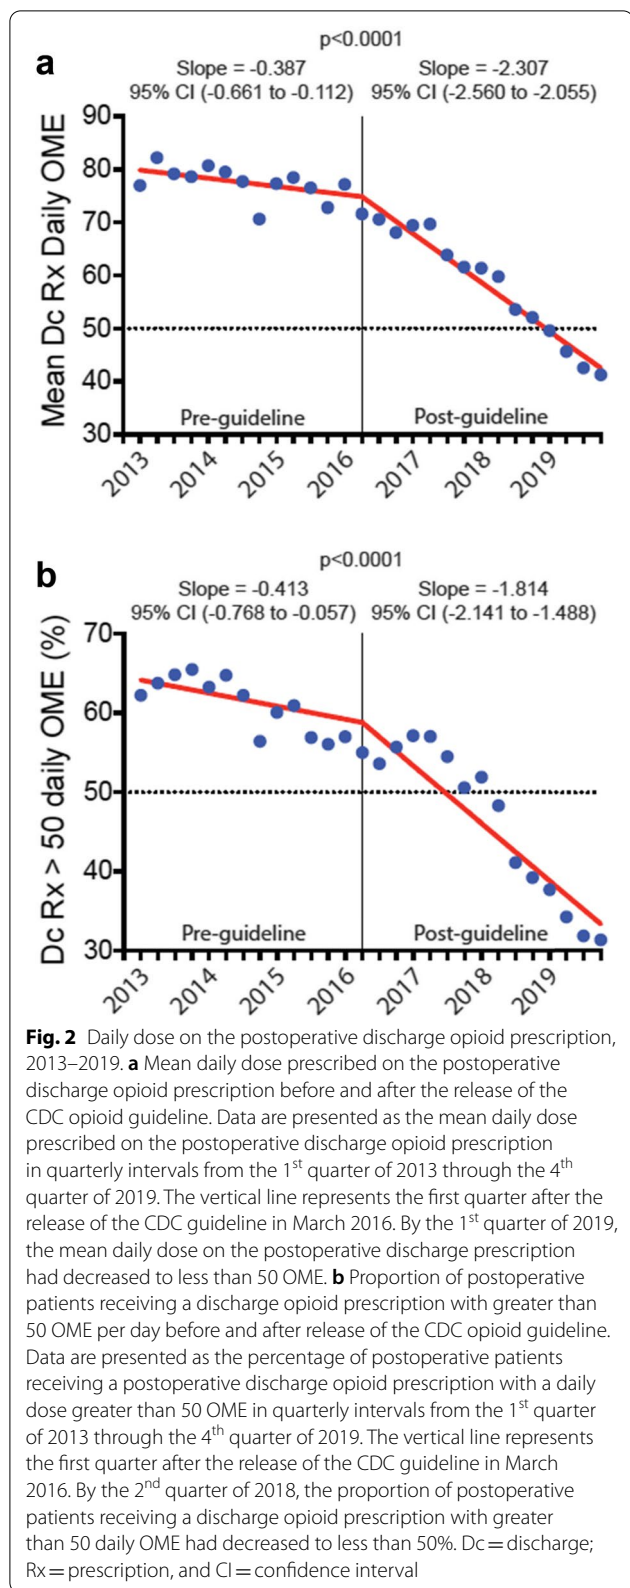 p<0.0001
a
Slope = -0.387
95% CI (-0.661 to -0.112)
Slope = -2.307
95% CI (-2.560 to -2.055)
Mean Dc Rx Daily OME
90
80
70
60
50
40
30
Pre-guideline
Post-guideline
2013
2014
2015
2016
2017
2018
2019
p<0.0001
b
Slope = -0.413
95% CI (-0.768 to -0.057)
Slope = -1.814
95% CI (-2.141 to -1.488)
Dc Rx > 50 daily OME (%)
70
60
50
40
30
Pre-guideline
Post-guideline
2013
2014
2015
2016
2017
2018
2019
Fig. 2 Daily dose on the postoperative discharge opioid prescription,
2013–2019. a Mean daily dose prescribed on the postoperative
discharge opioid prescription before and after the release of the
CDC opioid guideline. Data are presented as the mean daily dose
prescribed on the postoperative discharge opioid prescription
in quarterly intervals from the 1st quarter of 2013 through the 4th
quarter of 2019. The vertical line represents the first quarter after the
release of the CDC guideline in March 2016. By the 1st quarter of 2019,
the mean daily dose on the postoperative discharge prescription
had decreased to less than 50 OME. b Proportion of postoperative
patients receiving a discharge opioid prescription with greater than
50 OME per day before and after release of the CDC opioid guideline.
Data are presented as the percentage of postoperative patients
receiving a postoperative discharge opioid prescription with a daily
dose greater than 50 OME in quarterly intervals from the 1st quarter
of 2013 through the 4th quarter of 2019. The vertical line represents
the first quarter after the release of the CDC guideline in March
2016. By the 2nd quarter of 2018, the proportion of postoperative
patients receiving a discharge opioid prescription with greater
than 50 daily OME had decreased to less than 50%. Dc = discharge;
Rx = prescription, and CI = confidence interval